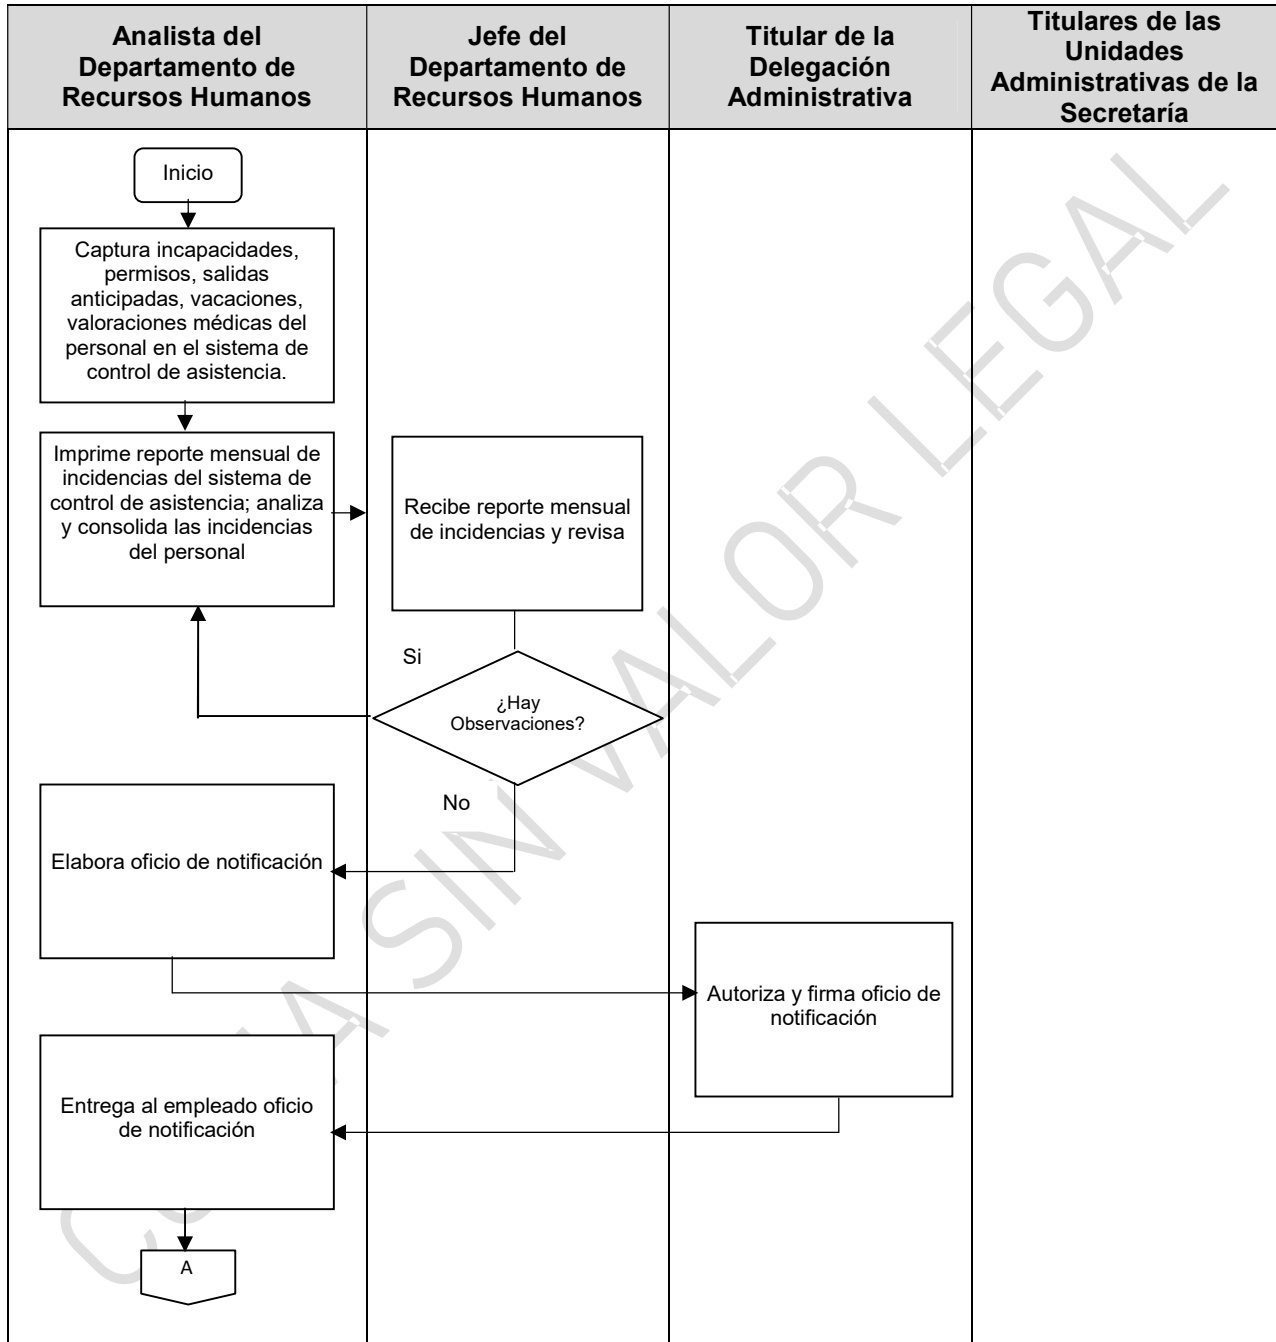 Analista del
Departamento de
Recursos Humanos
Jefe del
Departamento de
Recursos Humanos
Titular de la
Delegación
Administrativa
Titulares de las
Unidades
Administrativas de la
Secretaría
Inicio
Captura incapacidades,
permisos, salidas
anticipadas, vacaciones,
valoraciones médicas del
personal en el sistema de
control de asistencia.
Imprime reporte mensual de
incidencias del sistema de
control de asistencia; analiza
y consolida las incidencias
del personal
Recibe reporte mensual
de incidencias y revisa
Si
¿Hay
Observaciones?
No
Elabora oficio de notificación
Autoriza y firma oficio de
notificación
Entrega al empleado oficio
de notificación
A
COPIA SIN VALOR LEGAL